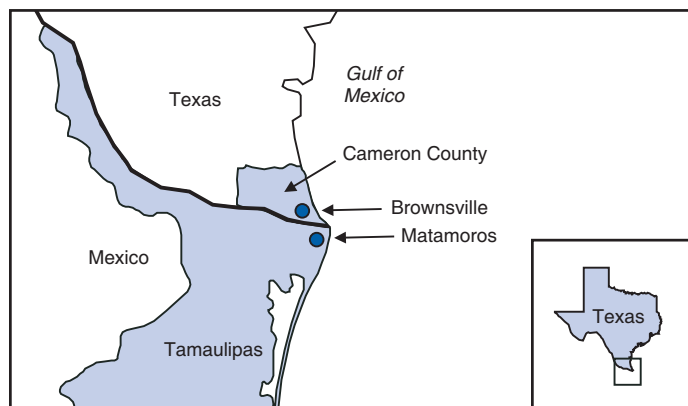 Gulf of
Mexico
Texas
Cameron County
Brownsville
Matamoros
Mexico
Tamaulipas
Texas